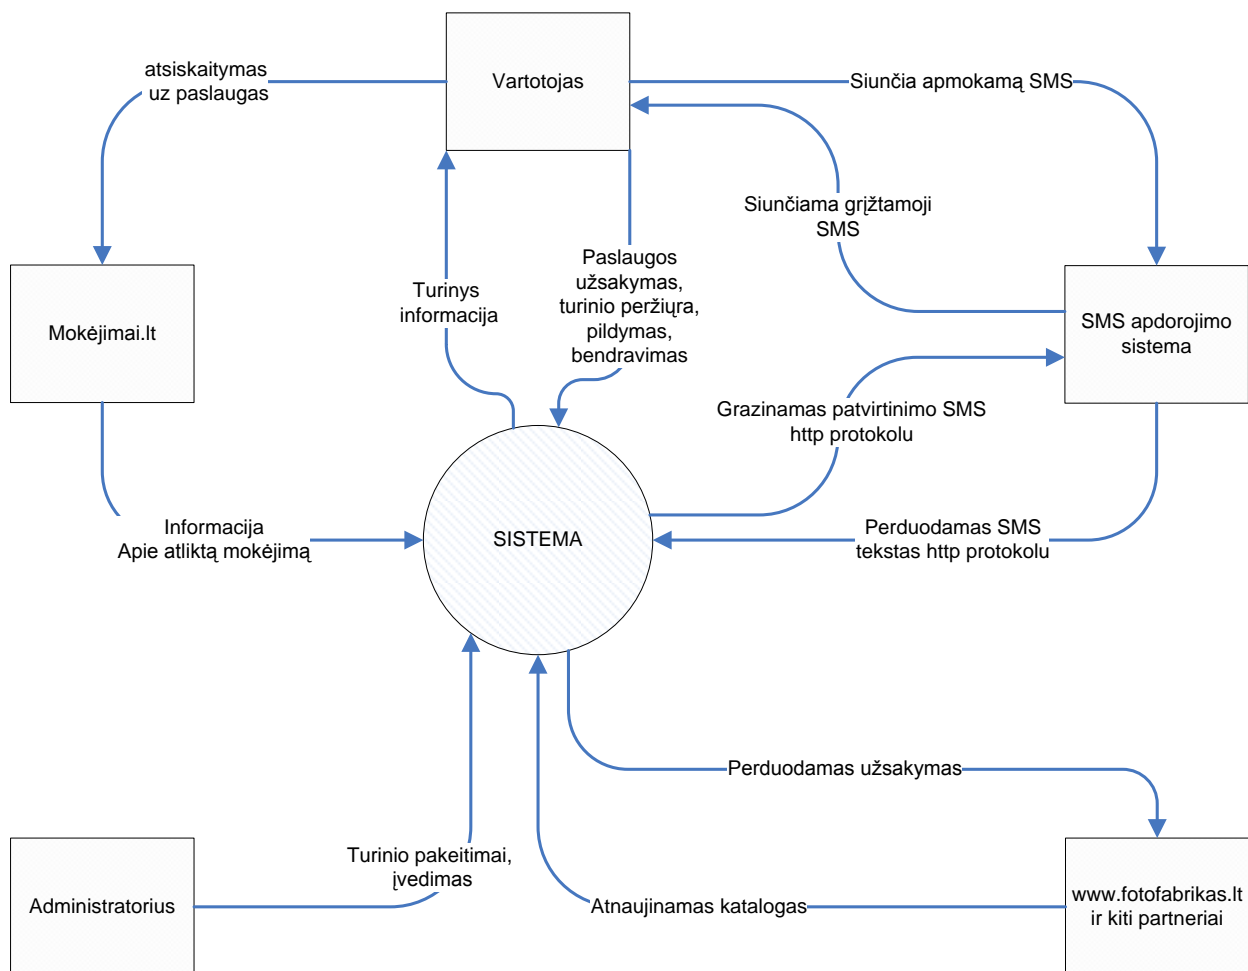 atsiskaitymas
uz paslaugas
Vartotojas
Siunčia apmokamą SMS
Siunčiama grįžtamoji
SMS
Paslaugos
užsakymas,
turinio peržiųra,
pildymas,
bendravimas
Turinys
informacija
Mokėjimai.lt
SMS apdorojimo
sistema
Grazinamas patvirtinimo SMS
http protokolu
Informacija
Apie atliktą mokėjimą
SISTEMA
Perduodamas SMS
tekstas http protokolu
Perduodamas užsakymas
Turinio pakeitimai,
įvedimas
Administratorius
Atnaujinamas katalogas
www.fotofabrikas.lt
ir kiti partneriai